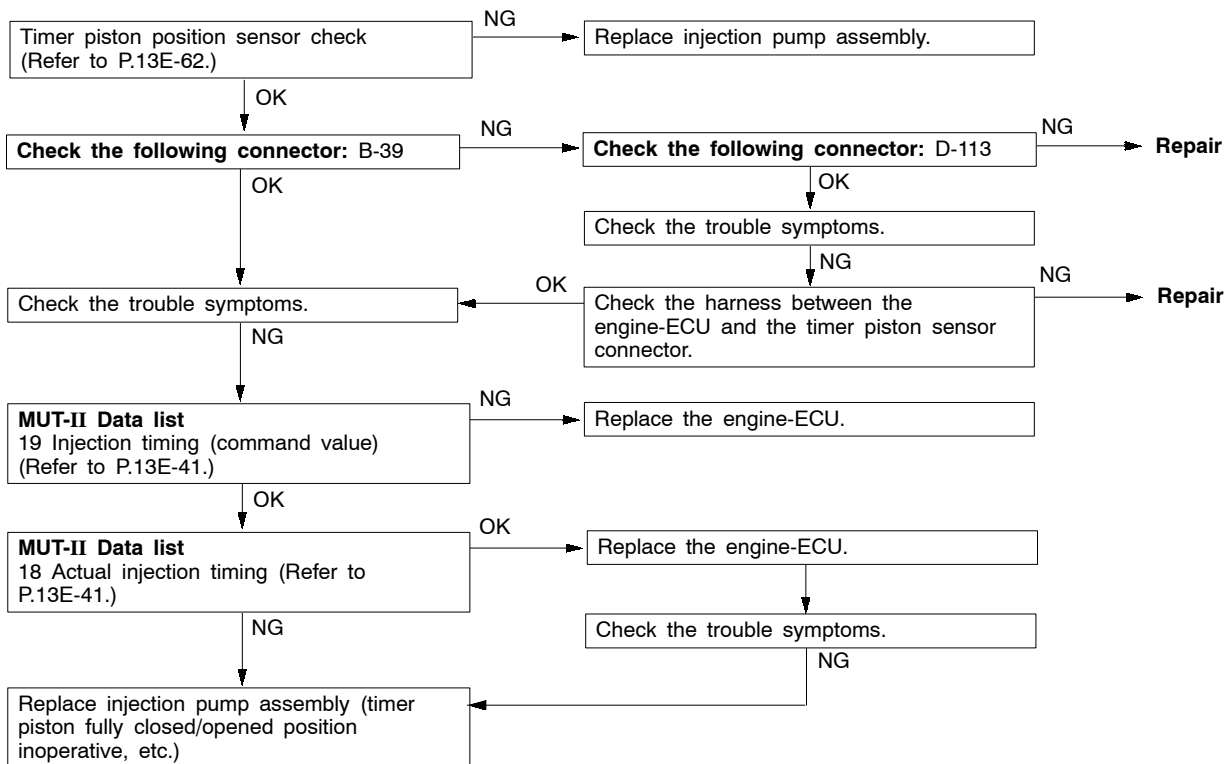 Timer piston position sensor check
(Refer to P.13E-62.)
NG
Replace injection pump assembly.
OK
Check the following connector: B-39
NG
Check the following connector: D-113
NG
Repair
OK
OK
Check the trouble symptoms.
NG
Check the trouble symptoms.
OK
Check the harness between the
engine-ECU and the timer piston sensor
connector.
NG
Repair
NG
MUT-II Data list
19 Injection timing (command value)
(Refer to P.13E-41.)
NG
Replace the engine-ECU.
OK
MUT-II Data list
18 Actual injection timing (Refer to
P.13E-41.)
OK
Replace the engine-ECU.
NG
Check the trouble symptoms.
NG
Replace injection pump assembly (timer
piston fully closed/opened position
inoperative, etc.)